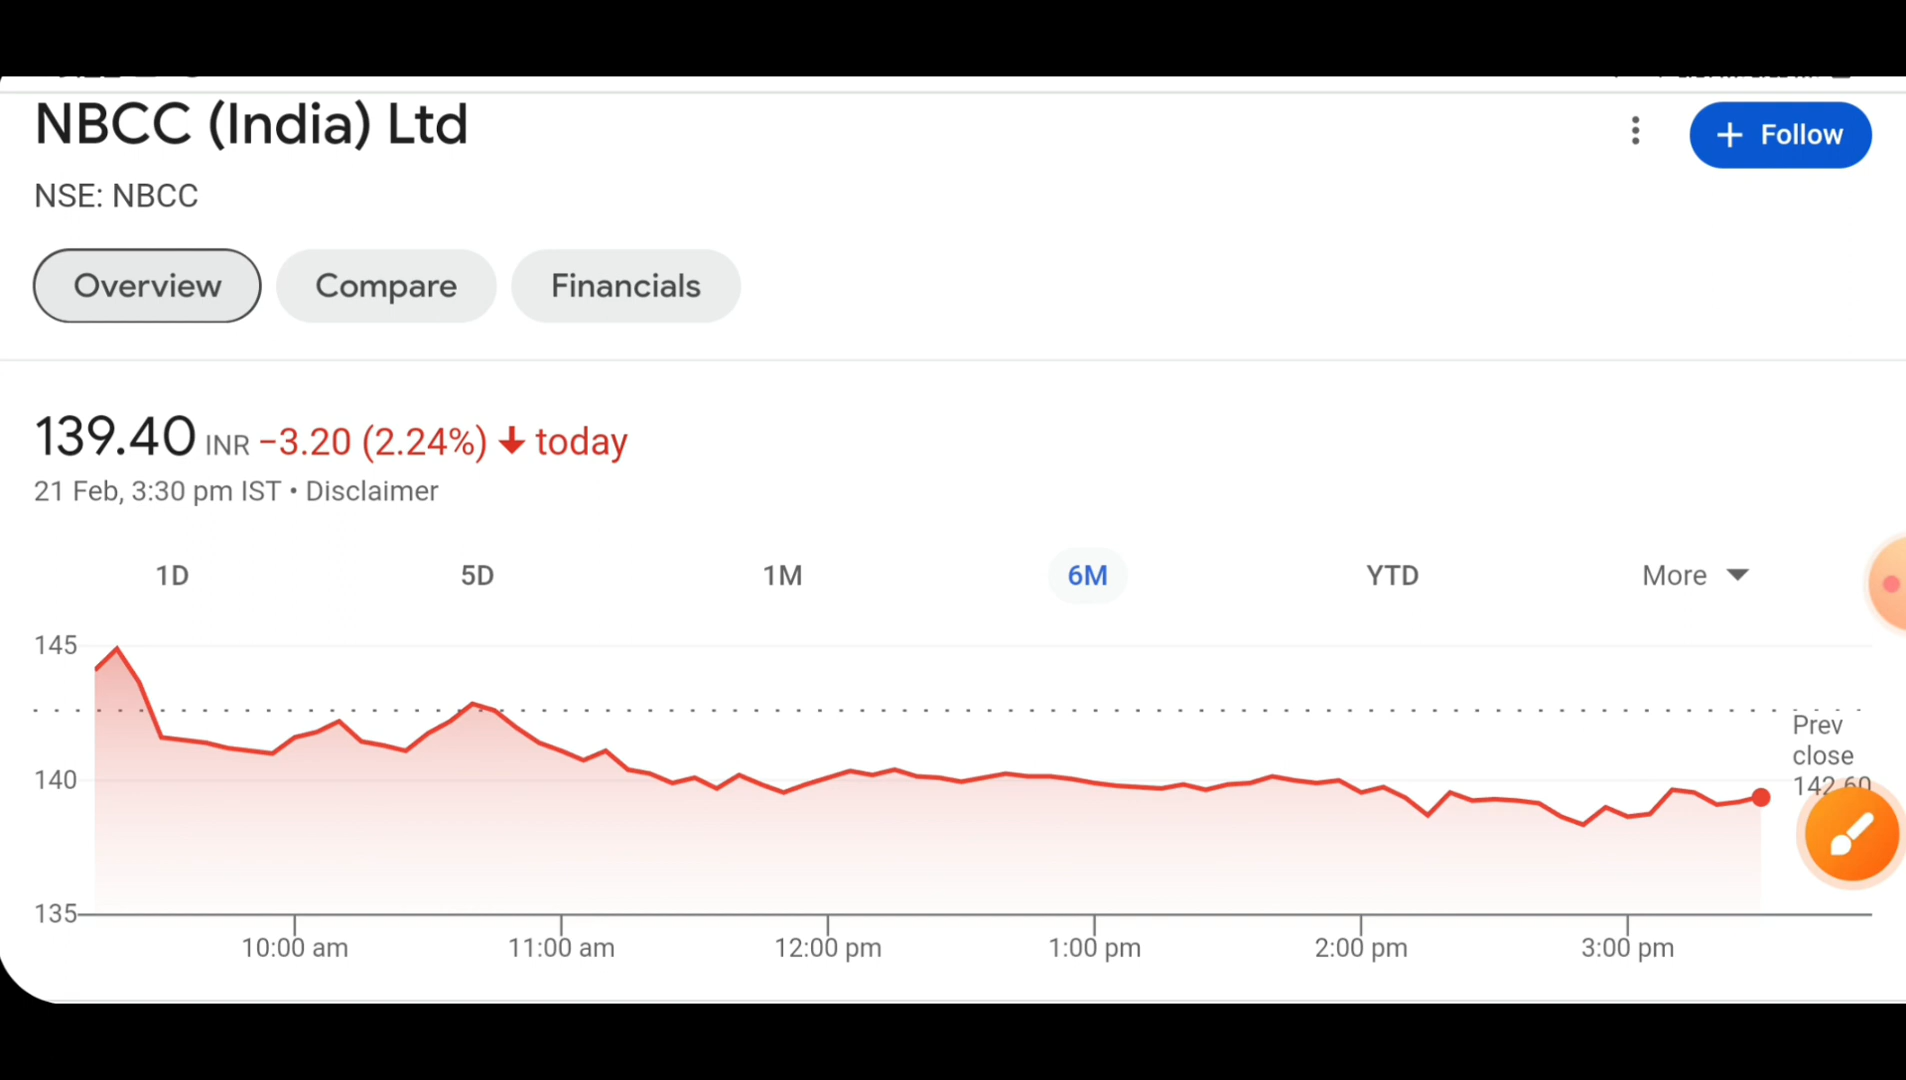 NBCC (India) Ltd
+ Follow
NSE: NBCC
Overview Compare Financials
139.40 INR −3.20 (2.24%) ↓ today
21 Feb, 3:30 pm IST • Disclaimer
1D 5D 1M 6M YTD More
145
Prev
close
142.60
140
135
10:00 am 11:00 am 12:00 pm 1:00 pm 2:00 pm 3:00 pm